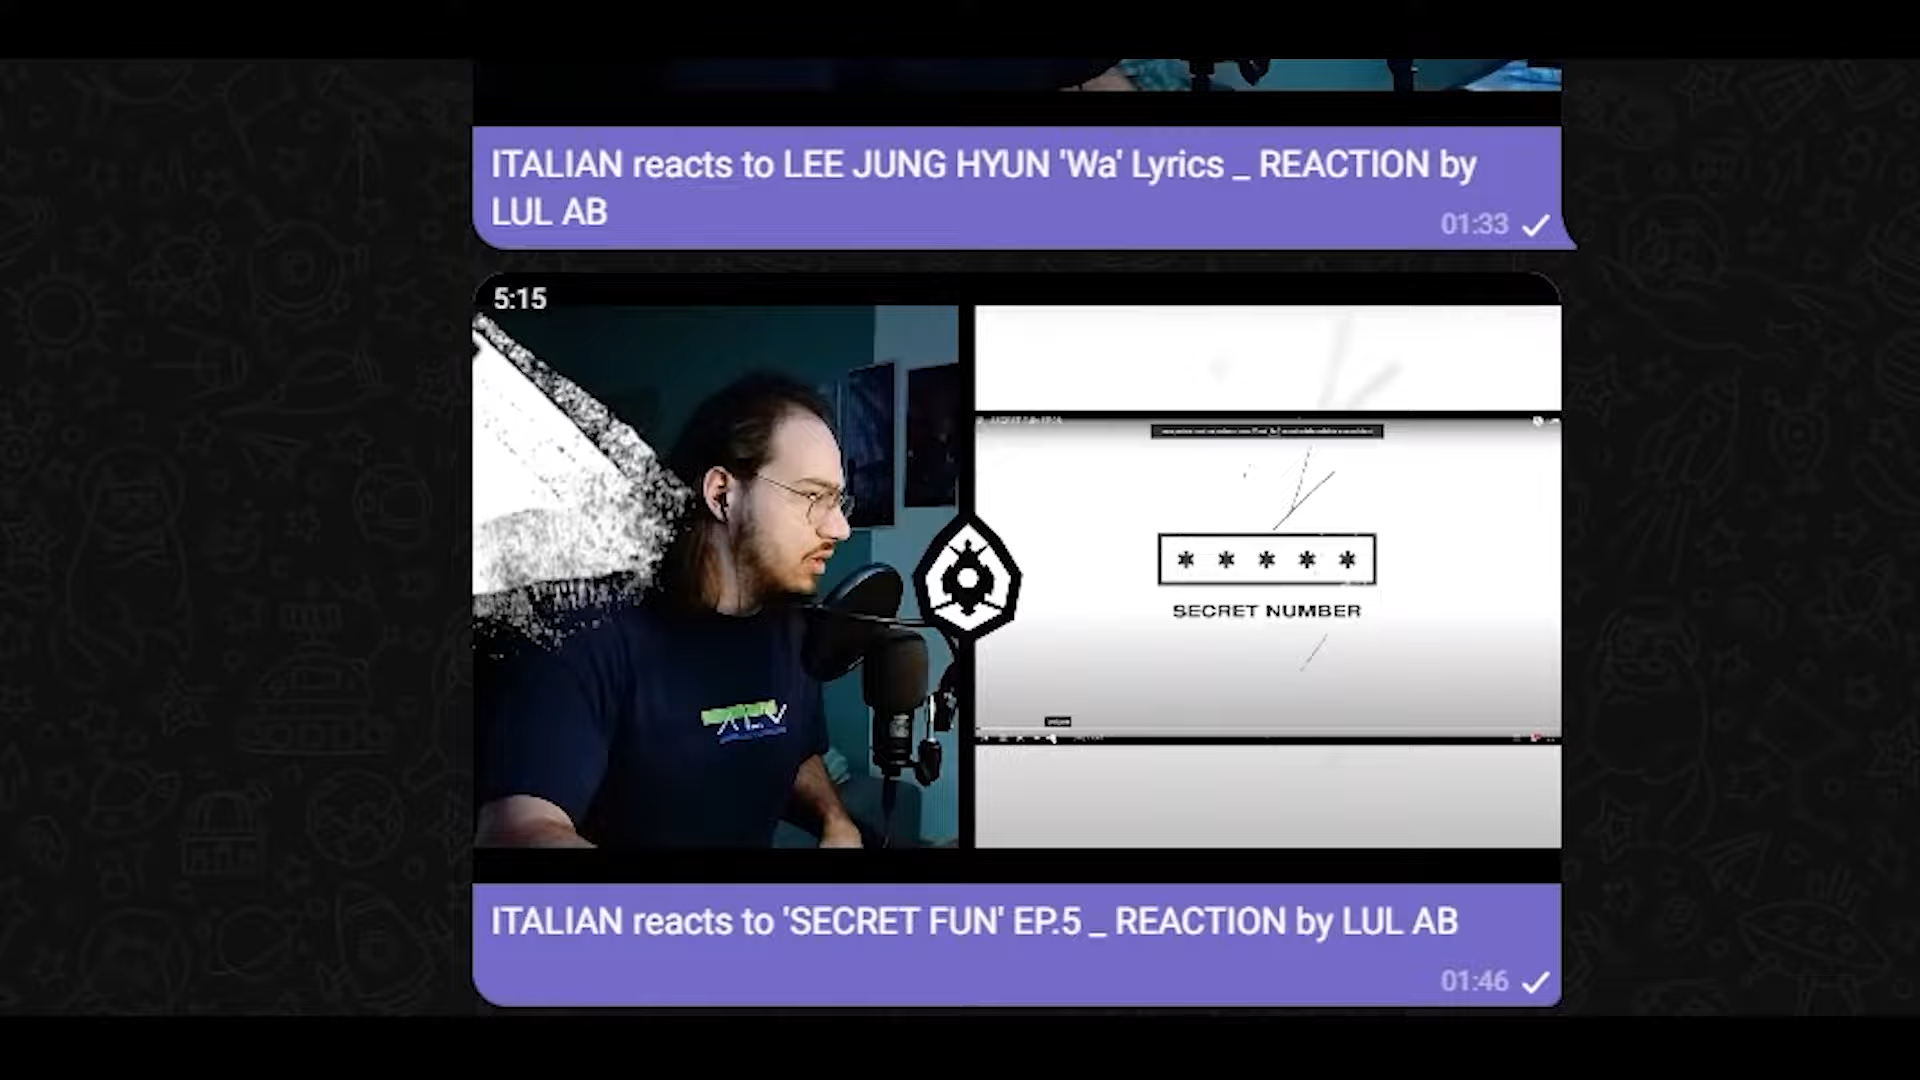 ITALIAN reacts to LEE JUNG HYUN 'Wa' Lyrics _ REACTION by
LUL AB
01:33
5:15
* * * * *
SECRET NUMBER
ITALIAN reacts to 'SECRET FUN' EP.5 _ REACTION by LUL AB
01:46